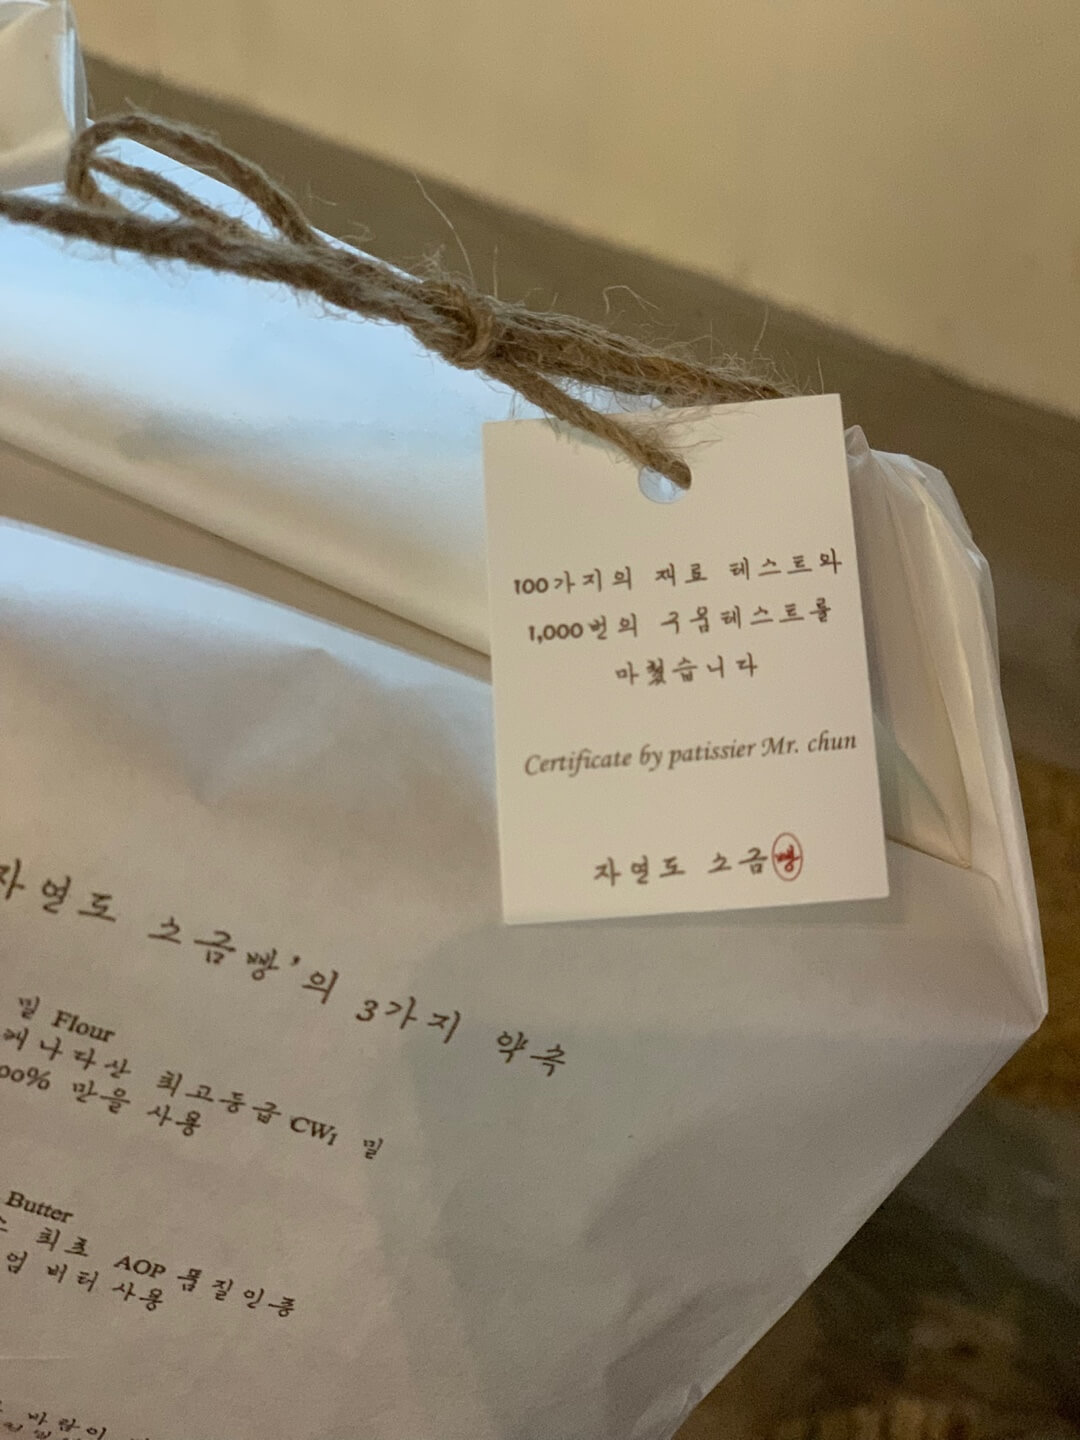 100가지의 재료 테스트와
1,000번의 구움테스트를
마쳤습니다
Certificate by patissier Mr. chun
자연도 소금빵
자연도 소금빵'의 3가지 약속
밀 Flour
캐나다산 최고등급 CW1 밀
00% 만을 사용
Butter
최초 AOP 품질인증
버터 사용
바람이